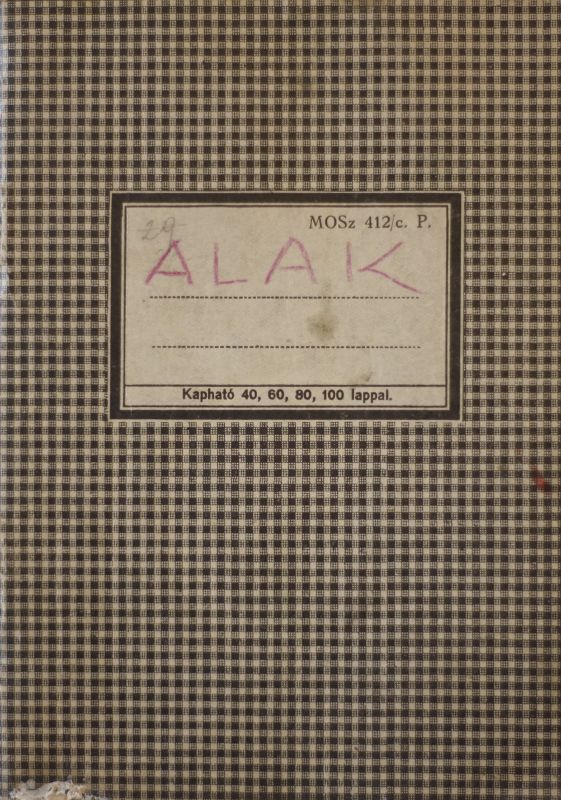 29
MOSz 412/c. P.
ALAK
Kapható 40, 60, 80, 100 lappal.